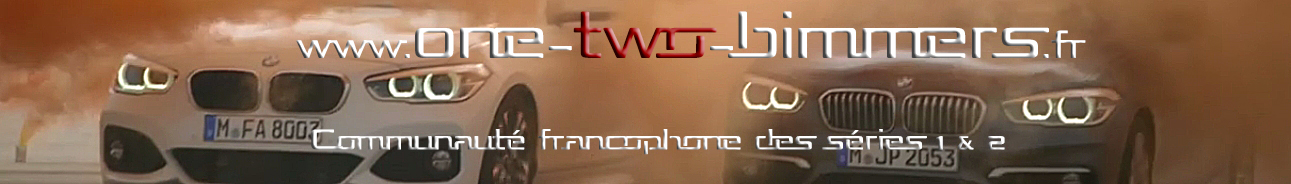 www.one-two-bimmers.fr
M FA 8007
Communauté francophone des séries 1 & 2
M JP 2053